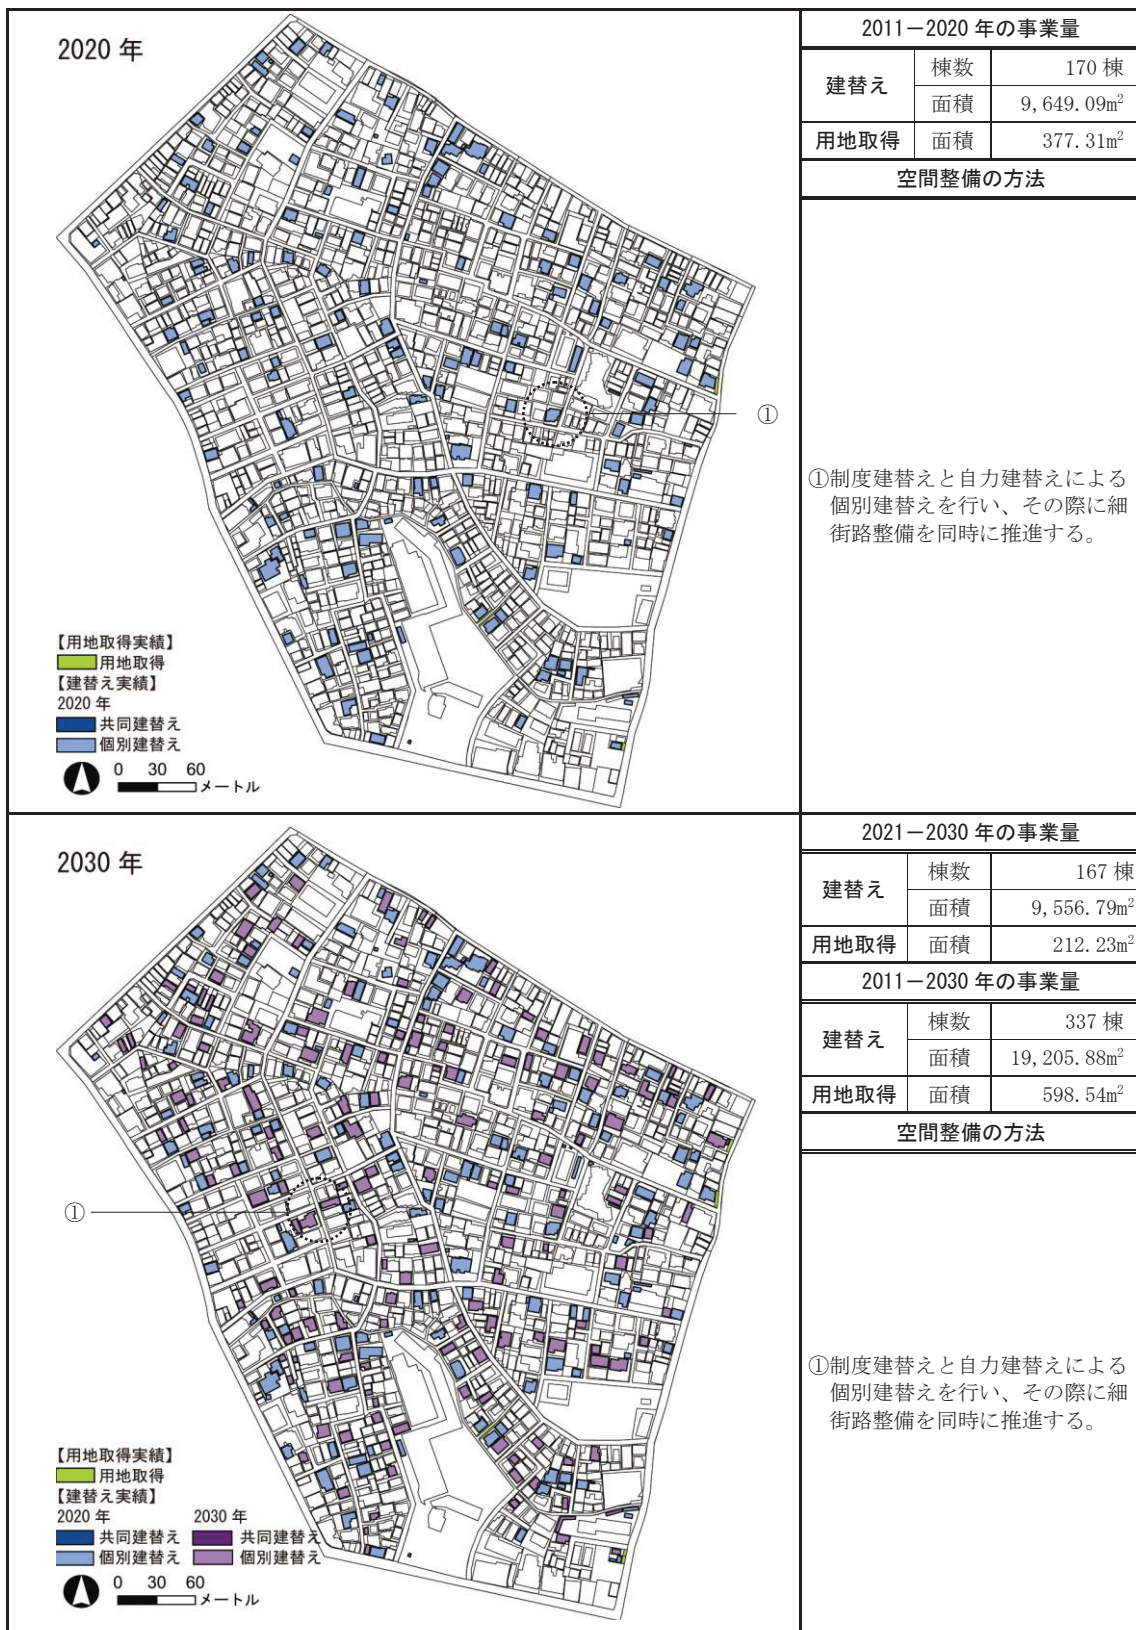 2020 年
①
【用地取得実績】
用地取得
【建替え実績】
2020 年
共同建替え
個別建替え
0 30 60
メートル
2011－2020 年の事業量
建替え 棟数 170 棟
面積 9,649.09m²
用地取得 面積 377.31m²
空間整備の方法
①制度建替えと自力建替えによる
個別建替えを行い、その際に細
街路整備を同時に推進する。
2030 年
①
【用地取得実績】
用地取得
【建替え実績】
2020 年 2030 年
共同建替え 共同建替え
個別建替え 個別建替え
0 30 60
メートル
2021－2030 年の事業量
建替え 棟数 167 棟
面積 9,556.79m²
用地取得 面積 212.23m²
2011－2030 年の事業量
建替え 棟数 337 棟
面積 19,205.88m²
用地取得 面積 598.54m²
空間整備の方法
①制度建替えと自力建替えによる
個別建替えを行い、その際に細
街路整備を同時に推進する。